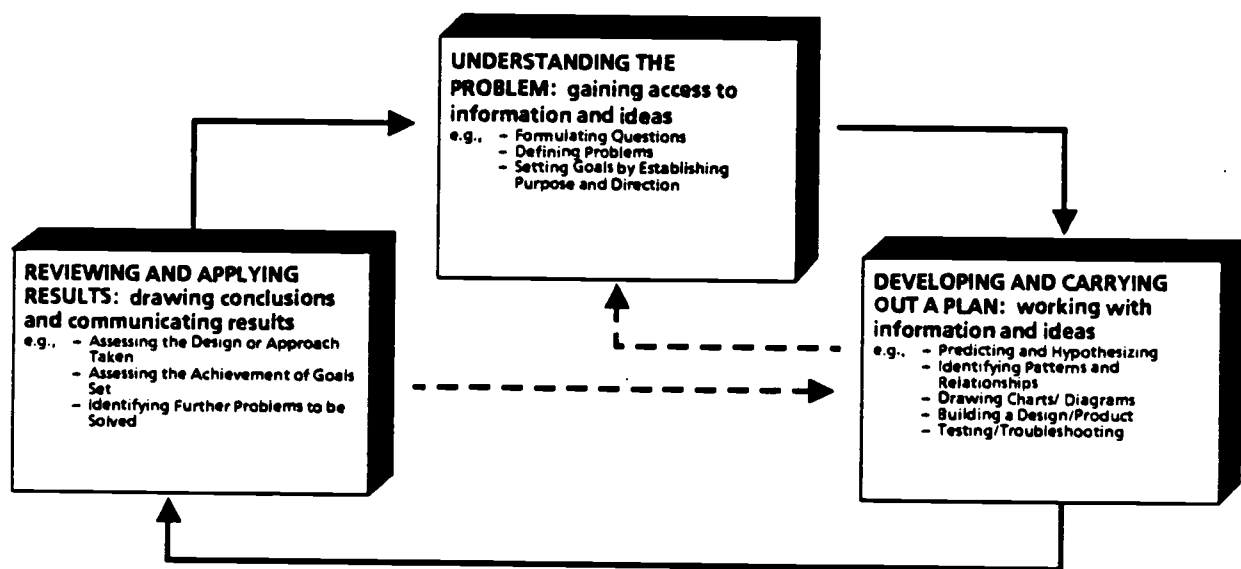 UNDERSTANDING THE
PROBLEM: gaining access to
information and ideas
e.g., – Formulating Questions
– Defining Problems
– Setting Goals by Establishing
Purpose and Direction
REVIEWING AND APPLYING
RESULTS: drawing conclusions
and communicating results
e.g., – Assessing the Design or Approach
Taken
– Assessing the Achievement of Goals
Set
– Identifying Further Problems to be
Solved
DEVELOPING AND CARRYING
OUT A PLAN: working with
information and ideas
e.g., – Predicting and Hypothesizing
– Identifying Patterns and
Relationships
– Drawing Charts/ Diagrams
– Building a Design/Product
– Testing/Troubleshooting